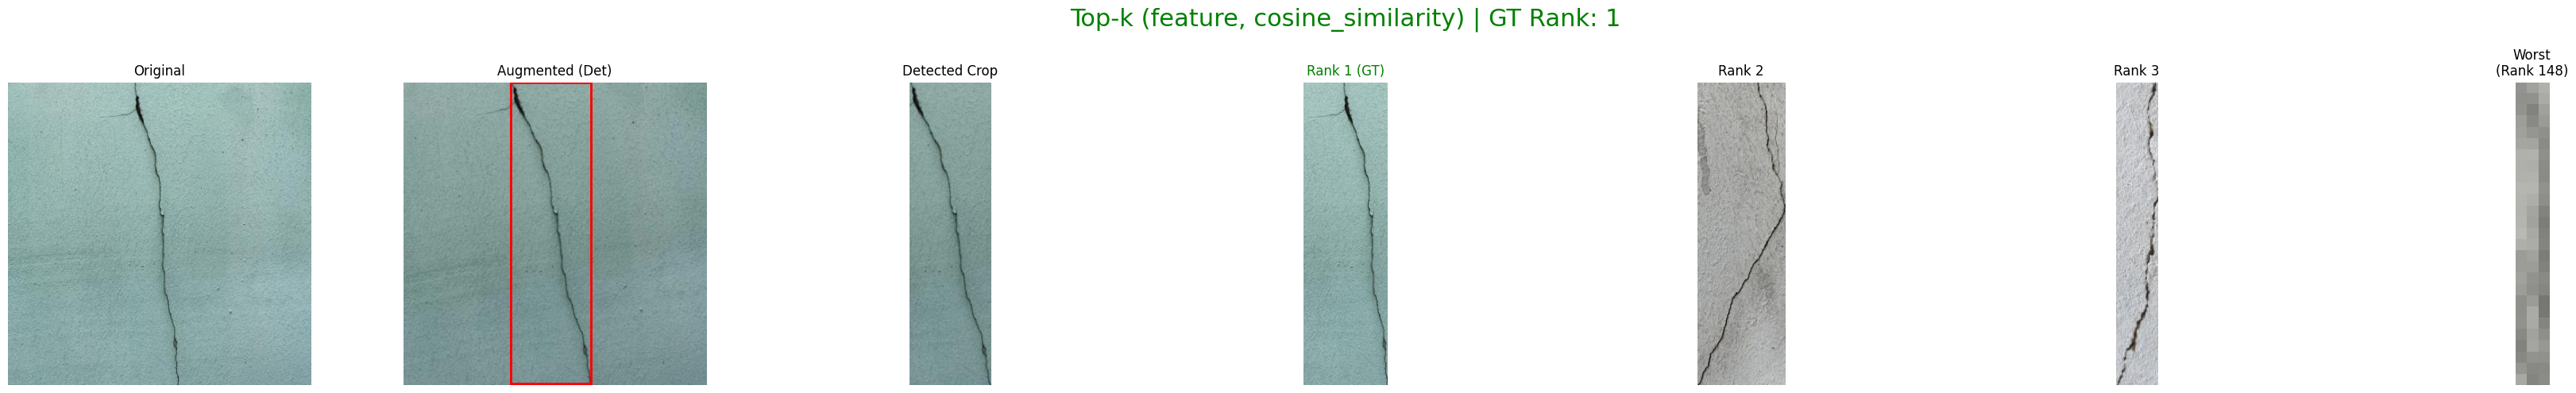 Top-k (feature, cosine_similarity) | GT Rank: 1
Original
Augmented (Det)
Detected Crop
Rank 1 (GT)
Rank 2
Rank 3
Worst
(Rank 148)